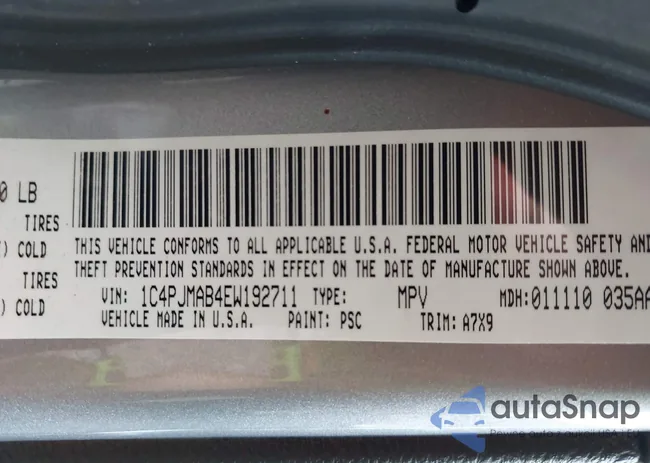 0 LB
TIRES
THIS VEHICLE CONFORMS TO ALL APPLICABLE U.S.A. FEDERAL MOTOR VEHICLE SAFETY AND
) COLD
THEFT PREVENTION STANDARDS IN EFFECT ON THE DATE OF MANUFACTURE SHOWN ABOVE.
TIRES
VIN: 1C4PJMAB4EW192711 TYPE: MPV MDH: 011110 035AA
) COLD
VEHICLE MADE IN U.S.A. PAINT: PSC TRIM: A7X9
autoSnap